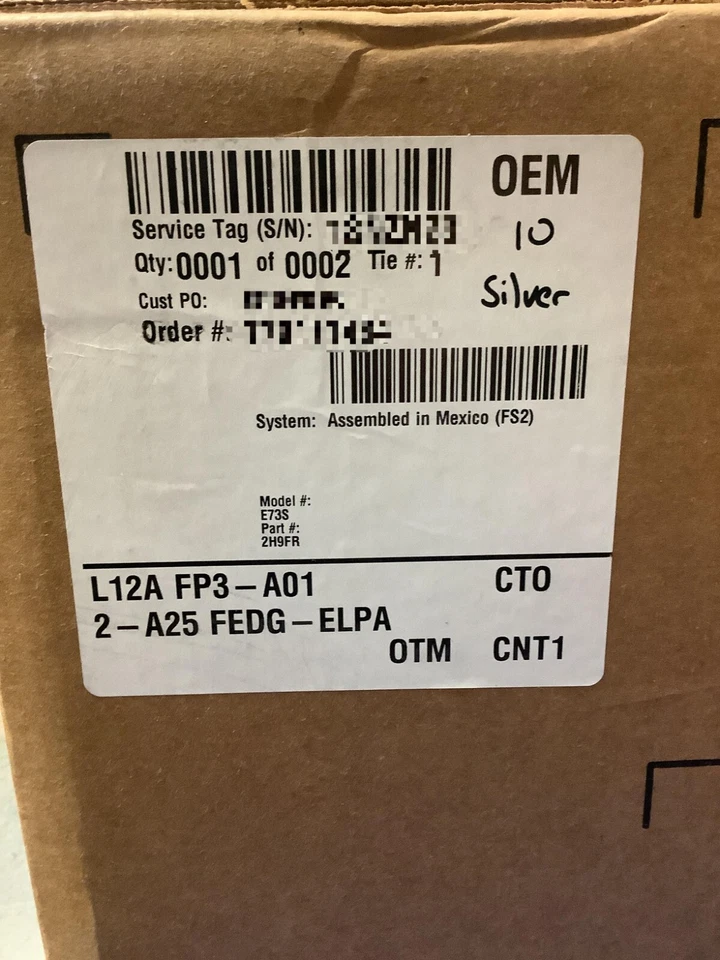 OEM
Service Tag (S/N):
10
Qty: 0001 of 0002 Tie #: 1
Silver
Cust PO:
Order #:
System: Assembled in Mexico (FS2)
Model #:
E73S
Part #:
2H9FR
L12A FP3-A01 CTO
2-A25 FEDG-ELPA
OTM CNT1